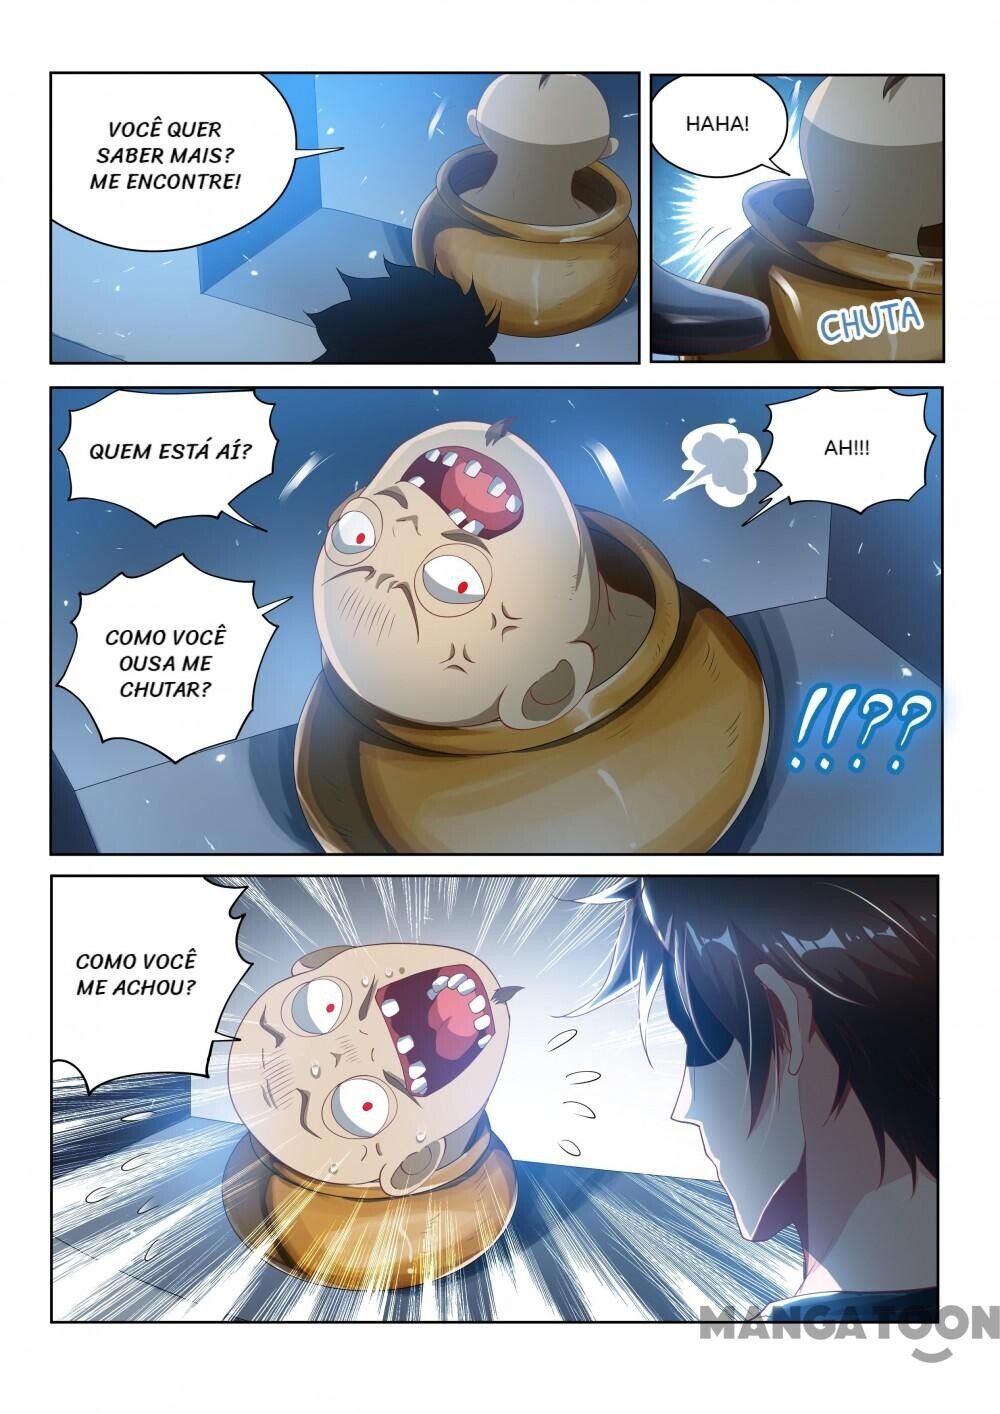 VOCÊ QUER
SABER MAIS?
ME ENCONTRE!
HAHA!
CHUTA
QUEM ESTÁ AÍ?
AH!!!
COMO VOCÊ
OUSA ME
CHUTAR?
!!??
COMO VOCÊ
ME ACHOU?
MANGATOON